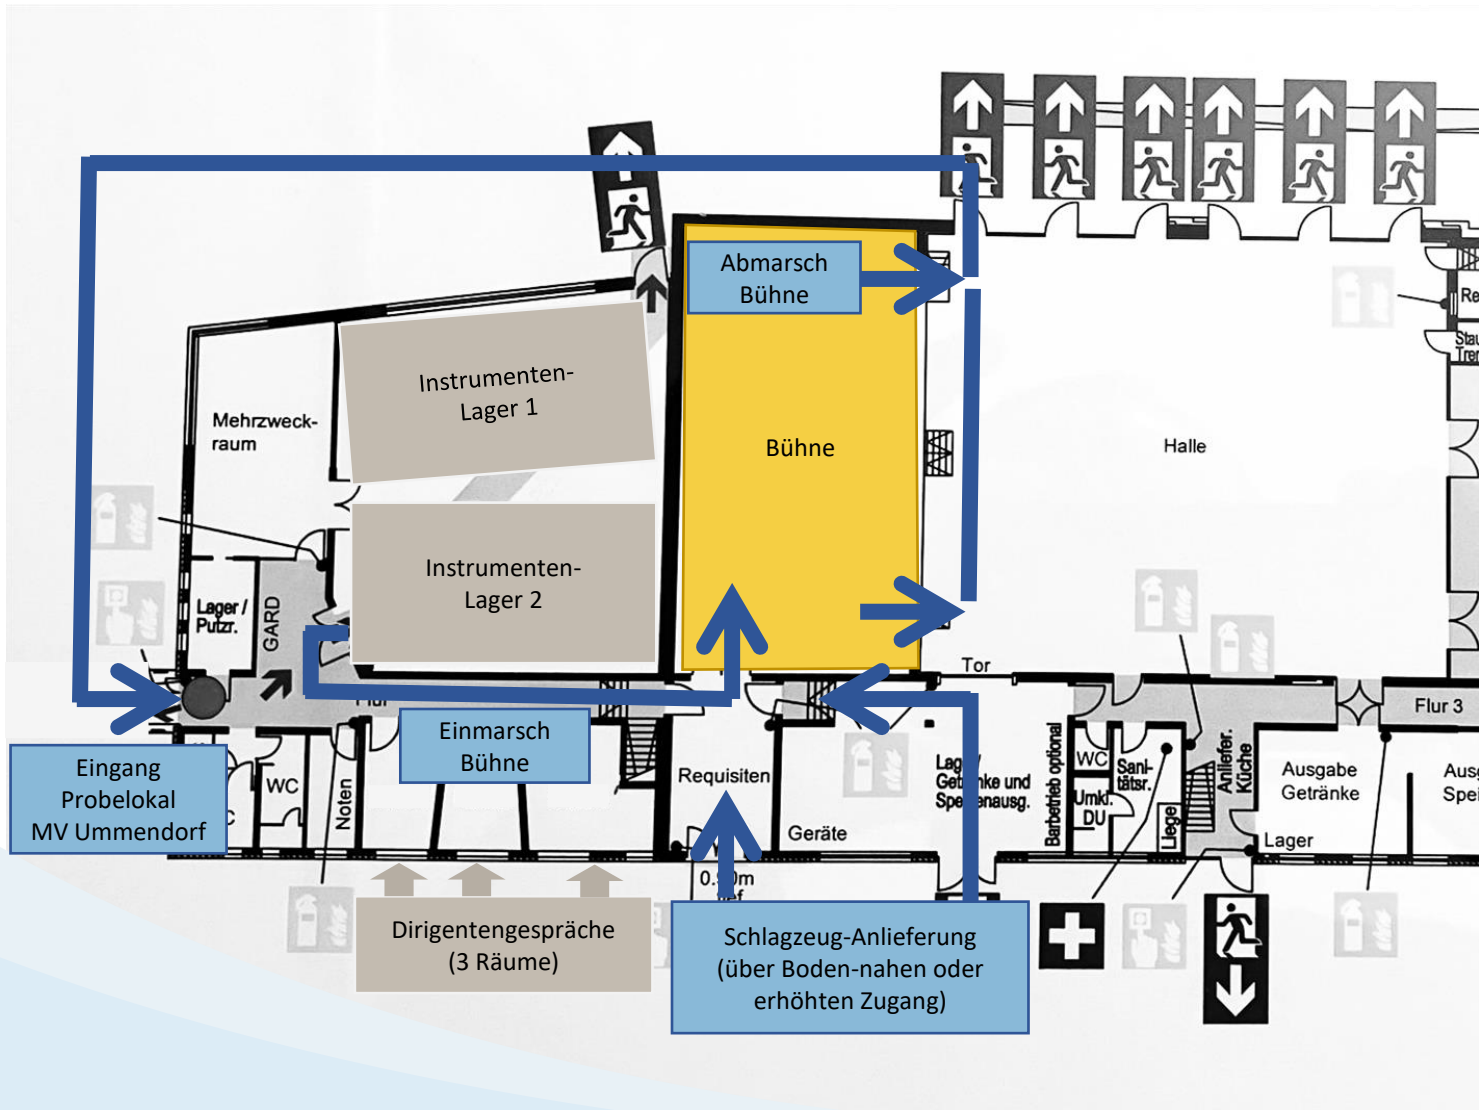 Abmarsch
Bühne
Instrumenten-
Lager 1
Mehrzweck-
raum
Bühne
Halle
Instrumenten-
Lager 2
Lager /
Putzr.
GARD
Tor
Flur 3
Einmarsch
Bühne
Eingang
Probelokal
MV Ummendorf
WC
Noten
Requisiten
Geräte
Getränke und
Barbetrieb optional
WC
Umkl.
DU
Sani-
tätsr.
Liege
Anliefer.
Küche
Ausgabe
Getränke
Lager
Dirigentengespräche
(3 Räume)
Schlagzeug-Anlieferung
(über Boden-nahen oder
erhöhten Zugang)